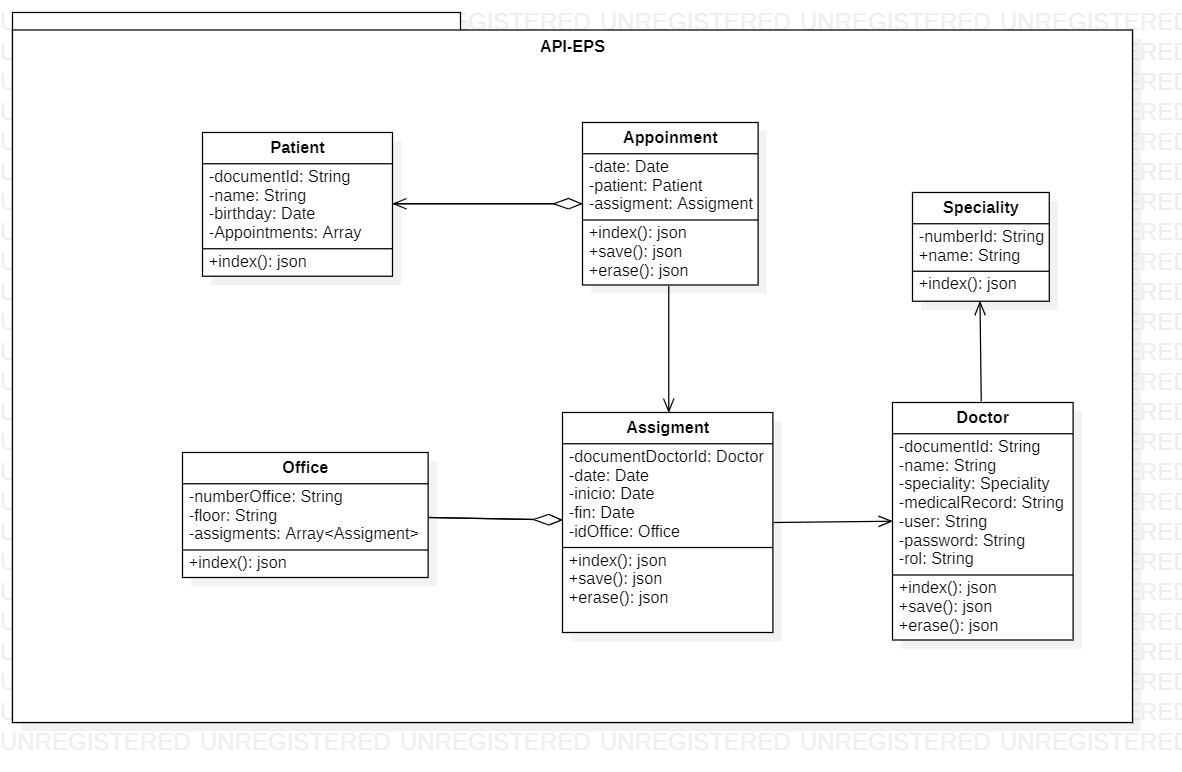 UNREGISTERED UNREGISTERED UNREGISTERED UNREGISTERED
API-EPS
Patient
-documentId: String
-name: String
-birthday: Date
-Appointments: Array
+index(): json
Appoinment
-date: Date
-patient: Patient
-assigment: Assigment
+index(): json
+save(): json
+erase(): json
Speciality
-numberId: String
+name: String
+index(): json
Office
-numberOffice: String
-floor: String
-assigments: Array<Assigment>
+index(): json
Assigment
-documentDoctorId: Doctor
-date: Date
-inicio: Date
-fin: Date
-idOffice: Office
+index(): json
+save(): json
+erase(): json
Doctor
-documentId: String
-name: String
-speciality: Speciality
-medicalRecord: String
-user: String
-password: String
-rol: String
+index(): json
+save(): json
+erase(): json
UNREGISTERED UNREGISTERED UNREGISTERED UNREGISTERED UNREGISTERED UNREGISTERED